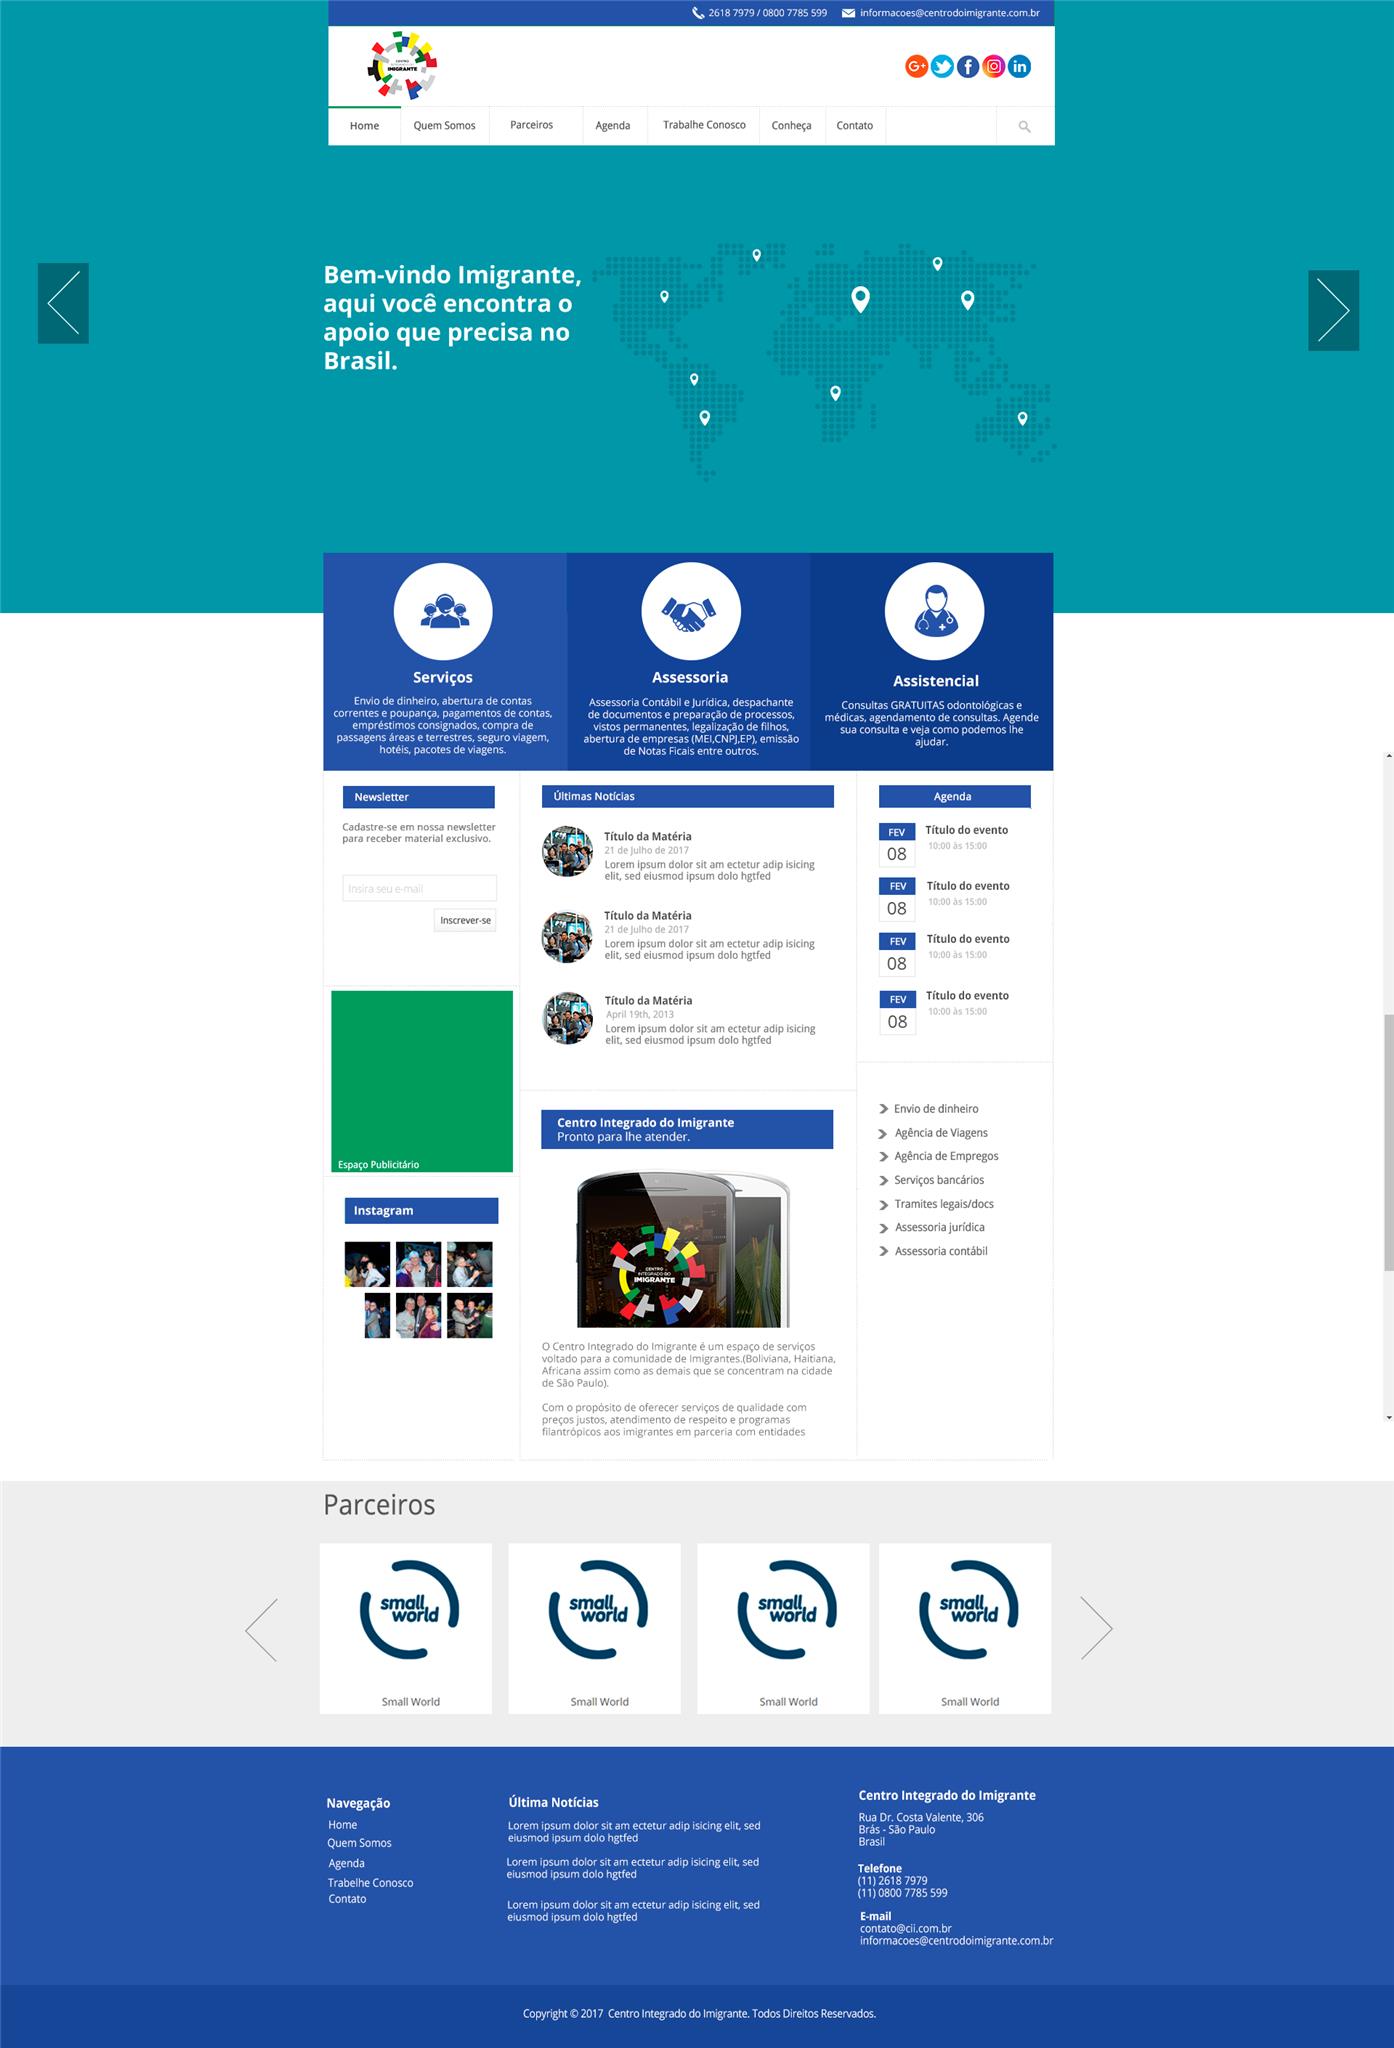 2618 7979 / 0800 7785 599
informacoes@centrodoimigrante.com.br
CENTRO
IMIGRANTE
Home
Quem Somos
Parceiros
Agenda
Trabalhe Conosco
Conheça
Contato
Bem-vindo Imigrante,
aqui você encontra o
apoio que precisa no
Brasil.
Serviços
Envio de dinheiro, abertura de contas
correntes e poupança, pagamentos de contas,
empréstimos consignados, compra de
passagens áreas e terrestres, seguro viagem,
hotéis, pacotes de viagens.
Assessoria
Assessoria Contábil e Jurídica, despachante
de documentos e preparação de processos,
vistos permanentes, legalização de filhos,
abertura de empresas (MEI,CNPJ,EP), emissão
de Notas Ficais entre outros.
Assistencial
Consultas GRATUITAS odontológicas e
médicas, agendamento de consultas. Agende
sua consulta e veja como podemos lhe
ajudar.
Newsletter
Cadastre-se em nossa newsletter
para receber material exclusivo.
Insira seu e-mail
Inscrever-se
Espaço Publicitário
Instagram
Últimas Notícias
Título da Matéria
21 de Julho de 2017
Lorem ipsum dolor sit am ectetur adip isicing
elit, sed eiusmod ipsum dolo hgtfed
Título da Matéria
21 de Julho de 2017
Lorem ipsum dolor sit am ectetur adip isicing
elit, sed eiusmod ipsum dolo hgtfed
Título da Matéria
April 19th, 2013
Lorem ipsum dolor sit am ectetur adip isicing
elit, sed eiusmod ipsum dolo hgtfed
Centro Integrado do Imigrante
Pronto para lhe atender.
CENTRO
INTEGRADO DO
IMIGRANTE
O Centro Integrado do Imigrante é um espaço de serviços
voltado para a comunidade de imigrantes.(Boliviana, Haitiana,
Africana assim como as demais que se concentram na cidade
de São Paulo).
Com o propósito de oferecer serviços de qualidade com
preços justos, atendimento de respeito e programas
filantrópicos aos imigrantes em parceria com entidades
Agenda
FEV
08
Título do evento
10:00 às 15:00
FEV
08
Título do evento
10:00 às 15:00
FEV
08
Título do evento
10:00 às 15:00
FEV
08
Título do evento
10:00 às 15:00
Envio de dinheiro
Agência de Viagens
Agência de Empregos
Serviços bancários
Tramites legais/docs
Assessoria jurídica
Assessoria contábil
Parceiros
small
world
Small World
small
world
Small World
small
world
Small World
small
world
Small World
Navegação
Home
Quem Somos
Agenda
Trabelhe Conosco
Contato
Última Notícias
Lorem ipsum dolor sit am ectetur adip isicing elit, sed
eiusmod ipsum dolo hgtfed
Lorem ipsum dolor sit am ectetur adip isicing elit, sed
eiusmod ipsum dolo hgtfed
Lorem ipsum dolor sit am ectetur adip isicing elit, sed
eiusmod ipsum dolo hgtfed
Centro Integrado do Imigrante
Rua Dr. Costa Valente, 306
Brás - São Paulo
Brasil
Telefone
(11) 2618 7979
(11) 0800 7785 599
E-mail
contato@cii.com.br
informacoes@centrodoimigrante.com.br
Copyright © 2017 Centro Integrado do Imigrante. Todos Direitos Reservados.